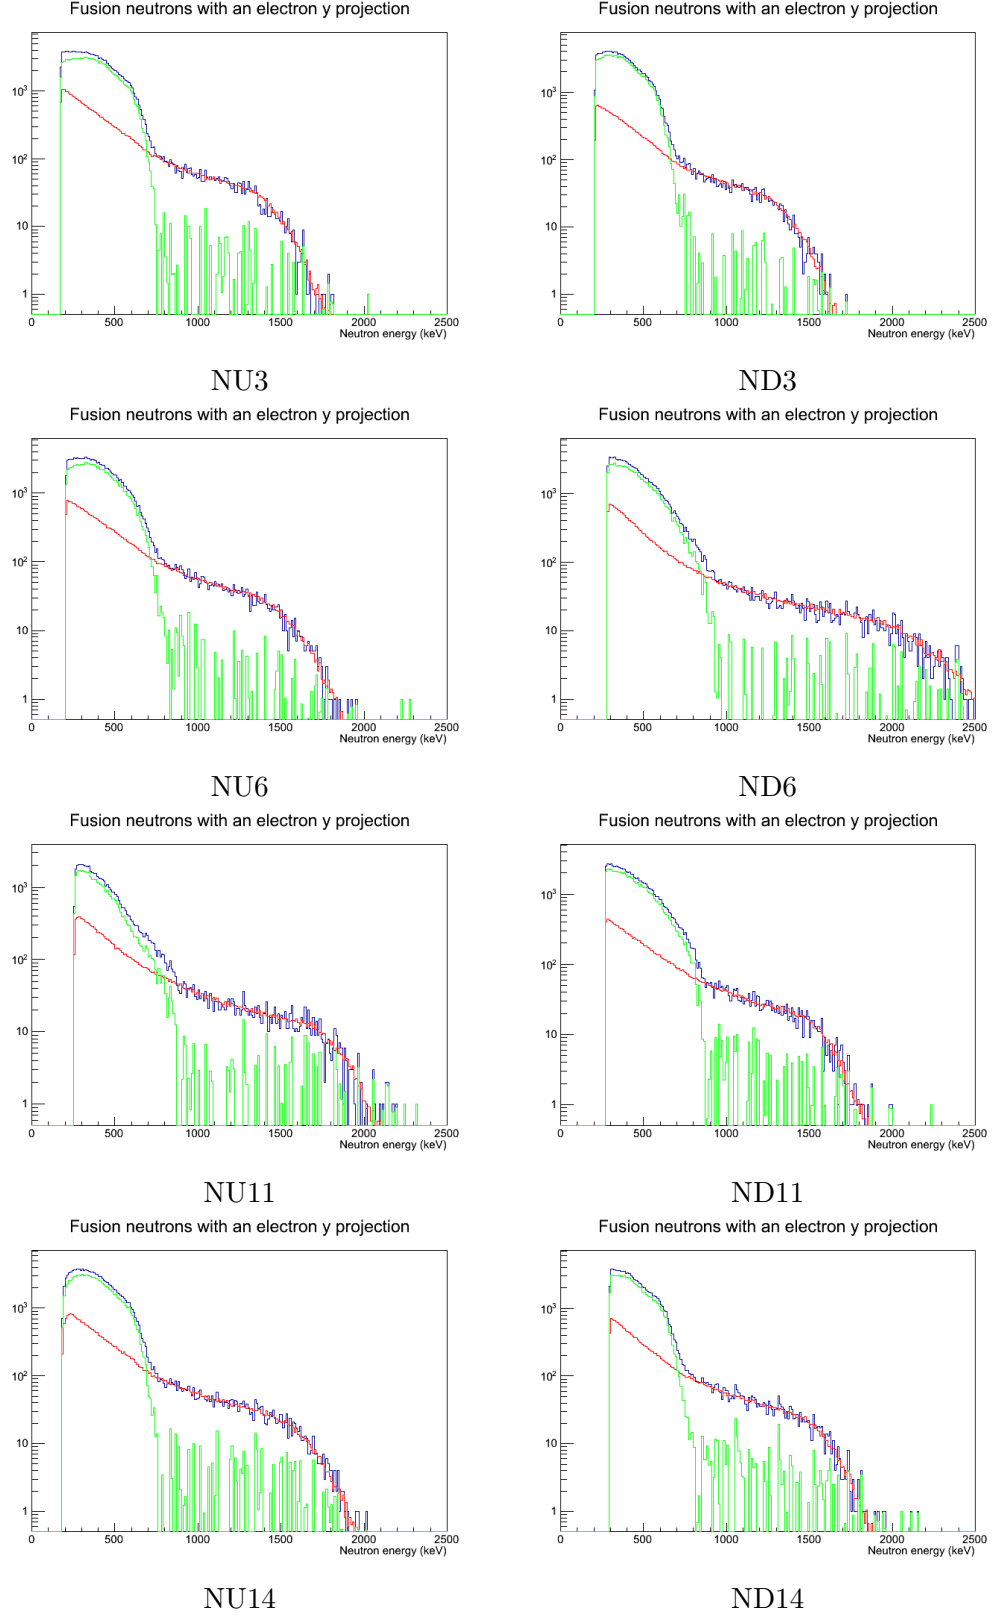 Fusion neutrons with an electron y projection
Fusion neutrons with an electron y projection
10³
10²
10
1
0 500 1000 1500 2000 2500
Neutron energy (keV)
10³
10²
10
1
0 500 1000 1500 2000 2500
Neutron energy (keV)
NU3
ND3
Fusion neutrons with an electron y projection
Fusion neutrons with an electron y projection
10³
10²
10
1
0 500 1000 1500 2000 2500
Neutron energy (keV)
10³
10²
10
1
0 500 1000 1500 2000 2500
Neutron energy (keV)
NU6
ND6
Fusion neutrons with an electron y projection
Fusion neutrons with an electron y projection
10³
10²
10
1
0 500 1000 1500 2000 2500
Neutron energy (keV)
10³
10²
10
1
0 500 1000 1500 2000 2500
Neutron energy (keV)
NU11
ND11
Fusion neutrons with an electron y projection
Fusion neutrons with an electron y projection
10³
10²
10
1
0 500 1000 1500 2000 2500
Neutron energy (keV)
10³
10²
10
1
0 500 1000 1500 2000 2500
Neutron energy (keV)
NU14
ND14